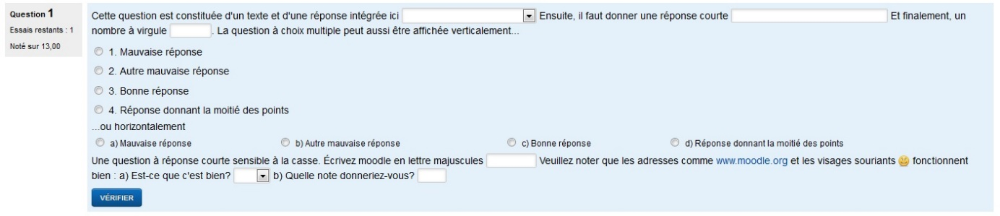 Question 1
Essais restants : 1
Noté sur 13,00
Cette question est constituée d'un texte et d'une réponse intégrée ici Ensuite, il faut donner une réponse courte Et finalement, un
nombre à virgule . La question à choix multiple peut aussi être affichée verticalement...
1. Mauvaise réponse
2. Autre mauvaise réponse
3. Bonne réponse
4. Réponse donnant la moitié des points
...ou horizontalement
a) Mauvaise réponse b) Autre mauvaise réponse c) Bonne réponse d) Réponse donnant la moitié des points
Une question à réponse courte sensible à la casse. Écrivez moodle en lettre majuscules Veuillez noter que les adresses comme www.moodle.org et les visages souriants fonctionnent
bien : a) Est-ce que c'est bien? b) Quelle note donneriez-vous?
VÉRIFIER